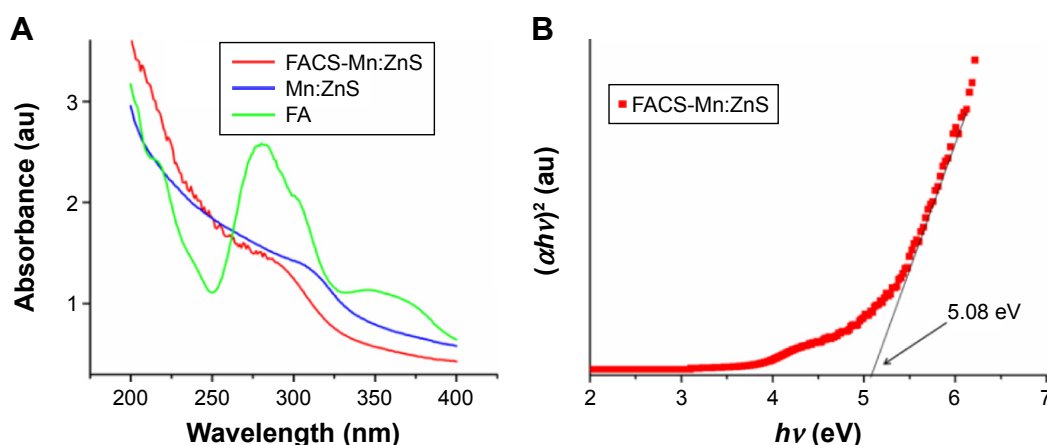 A
Absorbance (au)
3
2
1
FACS-Mn:ZnS
Mn:ZnS
FA
200 250 300 350 400
Wavelength (nm)
B
(αhν)² (au)
FACS-Mn:ZnS
5.08 eV
2 3 4 5 6 7
hν (eV)